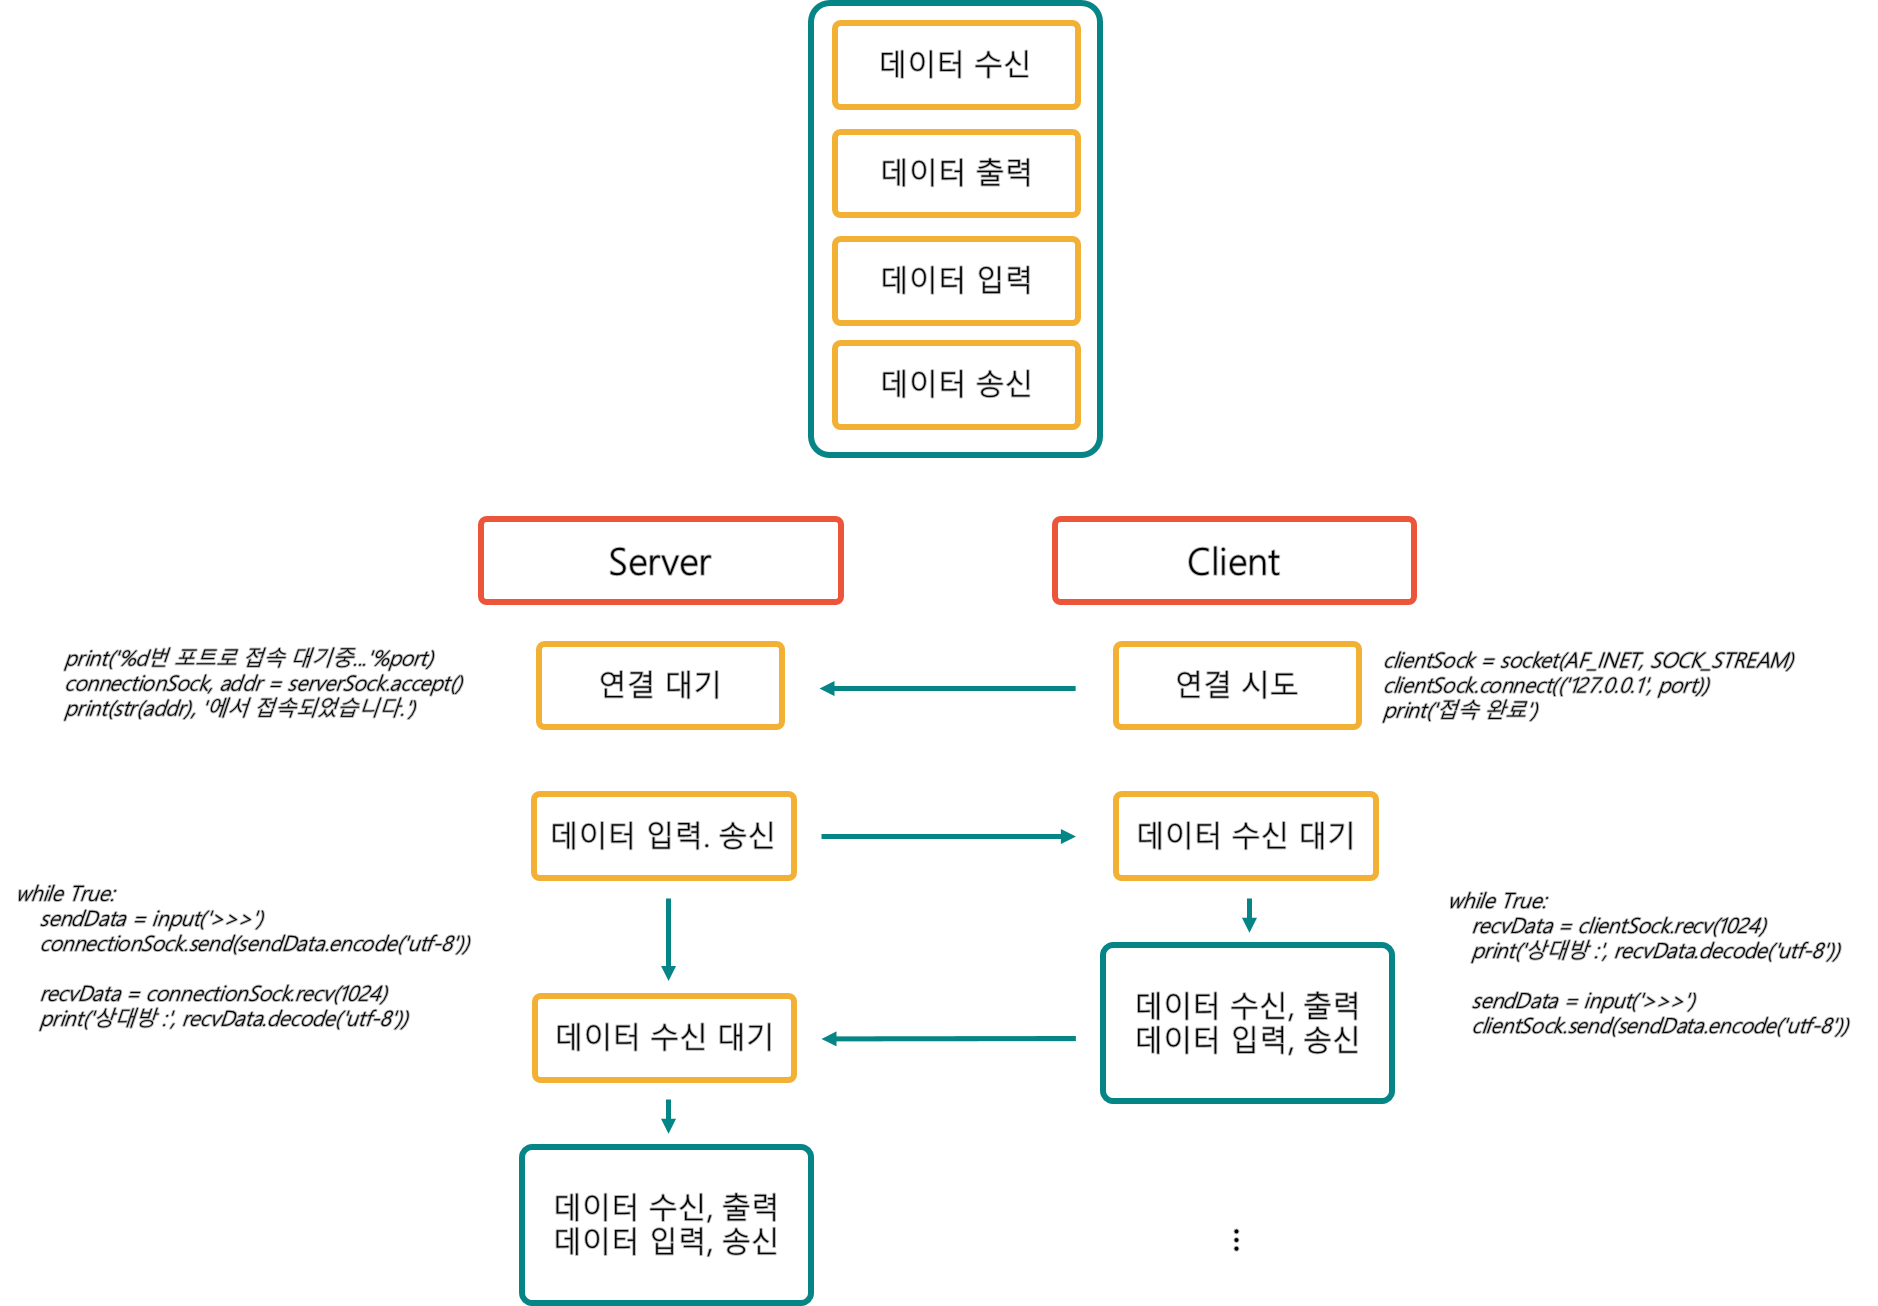 데이터 수신
데이터 출력
데이터 입력
데이터 송신
Server
Client
print('%d번 포트로 접속 대기중...'%port)
connectionSock, addr = serverSock.accept()
print(str(addr), '에서 접속되었습니다.')
연결 대기
연결 시도
clientSock = socket(AF_INET, SOCK_STREAM)
clientSock.connect(('127.0.0.1', port))
print('접속 완료')
데이터 입력. 송신
데이터 수신 대기
while True:
sendData = input('>>>')
connectionSock.send(sendData.encode('utf-8'))
recvData = connectionSock.recv(1024)
print('상대방 :', recvData.decode('utf-8'))
데이터 수신 대기
데이터 수신, 출력
데이터 입력, 송신
while True:
recvData = clientSock.recv(1024)
print('상대방 :', recvData.decode('utf-8'))
sendData = input('>>>')
clientSock.send(sendData.encode('utf-8'))
데이터 수신, 출력
데이터 입력, 송신
⋮